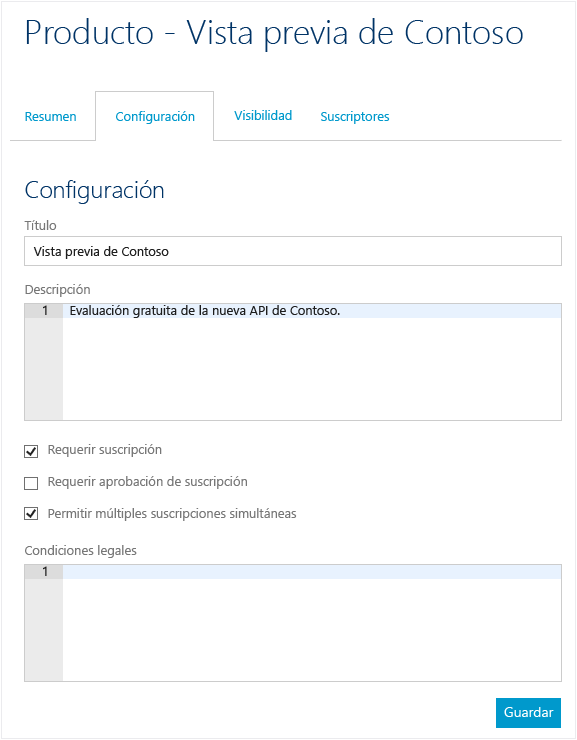 Producto - Vista previa de Contoso
Resumen Configuración Visibilidad Suscriptores
Configuración
Título
Vista previa de Contoso
Descripción
1 Evaluación gratuita de la nueva API de Contoso.
Requerir suscripción
Requerir aprobación de suscripción
Permitir múltiples suscripciones simultáneas
Condiciones legales
1
Guardar